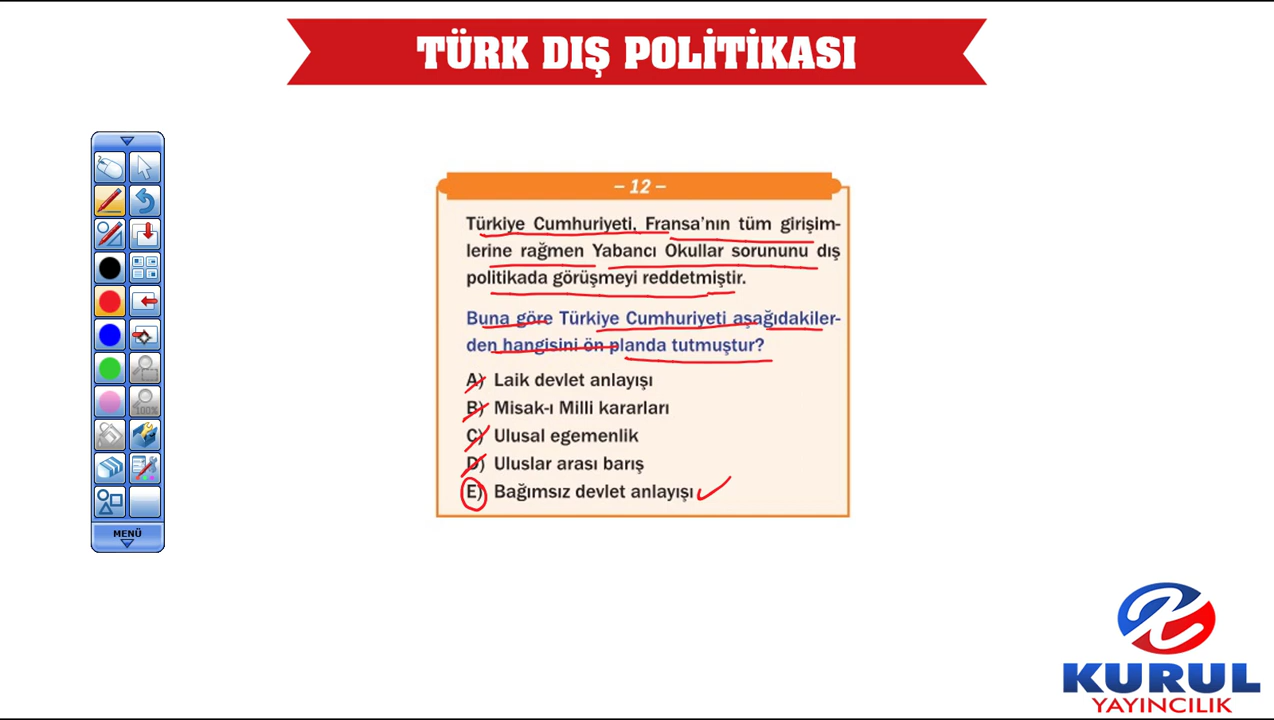 TÜRK DIŞ POLİTİKASI
– 12 –
Türkiye Cumhuriyeti, Fransa'nın tüm girişim-
lerine rağmen Yabancı Okullar sorununu dış
politikada görüşmeyi reddetmiştir.
Buna göre Türkiye Cumhuriyeti aşağıdakiler-
den hangisini ön planda tutmuştur?
A) Laik devlet anlayışı
B) Misak-ı Milli kararları
C) Ulusal egemenlik
D) Uluslar arası barış
E) Bağımsız devlet anlayışı
100%
MENÜ
KURUL
YAYINCILIK